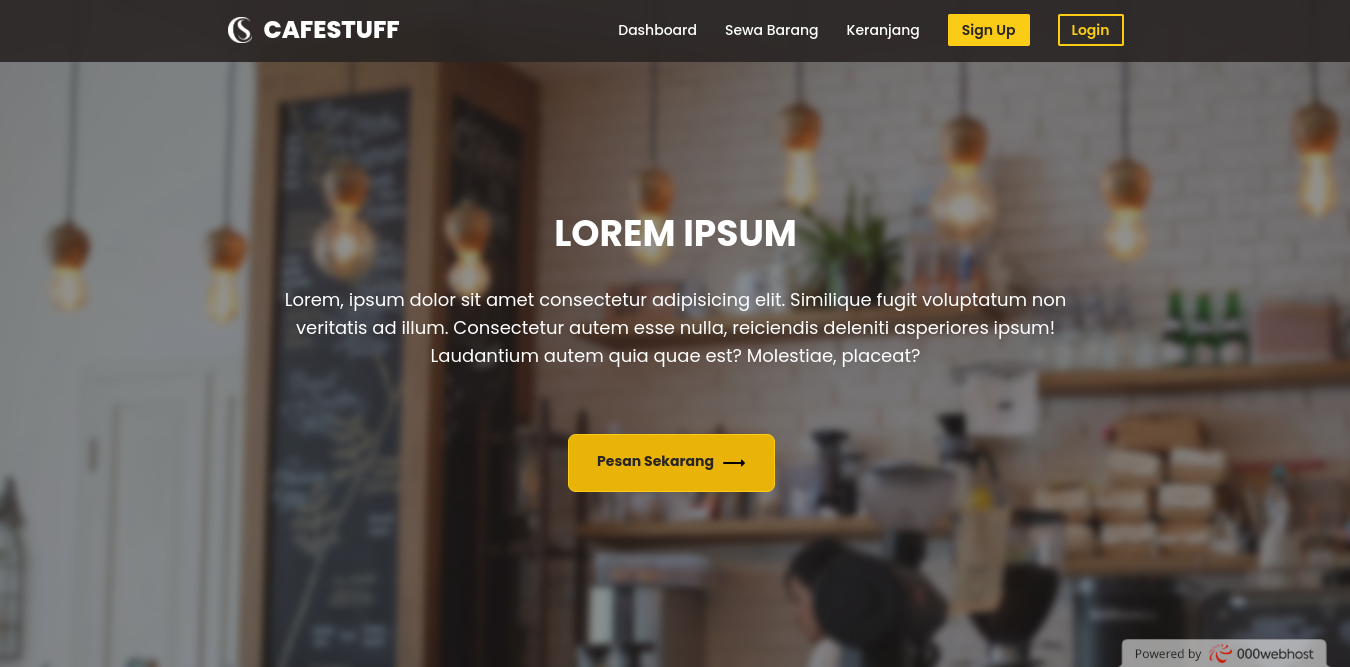 CAFESTUFF
Dashboard
Sewa Barang
Keranjang
Sign Up
Login
LOREM IPSUM
Lorem, ipsum dolor sit amet consectetur adipisicing elit. Similique fugit voluptatum non
veritatis ad illum. Consectetur autem esse nulla, reiciendis deleniti asperiores ipsum!
Laudantium autem quia quae est? Molestiae, placeat?
Pesan Sekarang
Powered by 000webhost